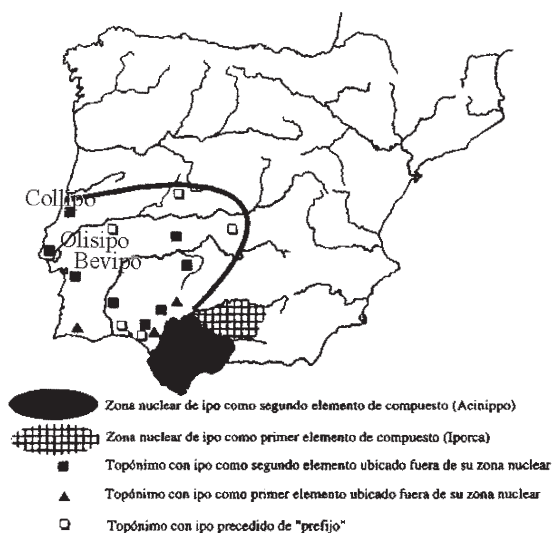 Collipo
Olisipo
Bevipo
Zona nuclear de ipo como segundo elemento de compuesto (Acinippo)
Zona nuclear de ipo como primer elemento de compuesto (Iporca)
Topónimo con ipo como segundo elemento ubicado fuera de su zona nuclear
Topónimo con ipo como primer elemento ubicado fuera de su zona nuclear
Topónimo con ipo precedido de "prefijo"